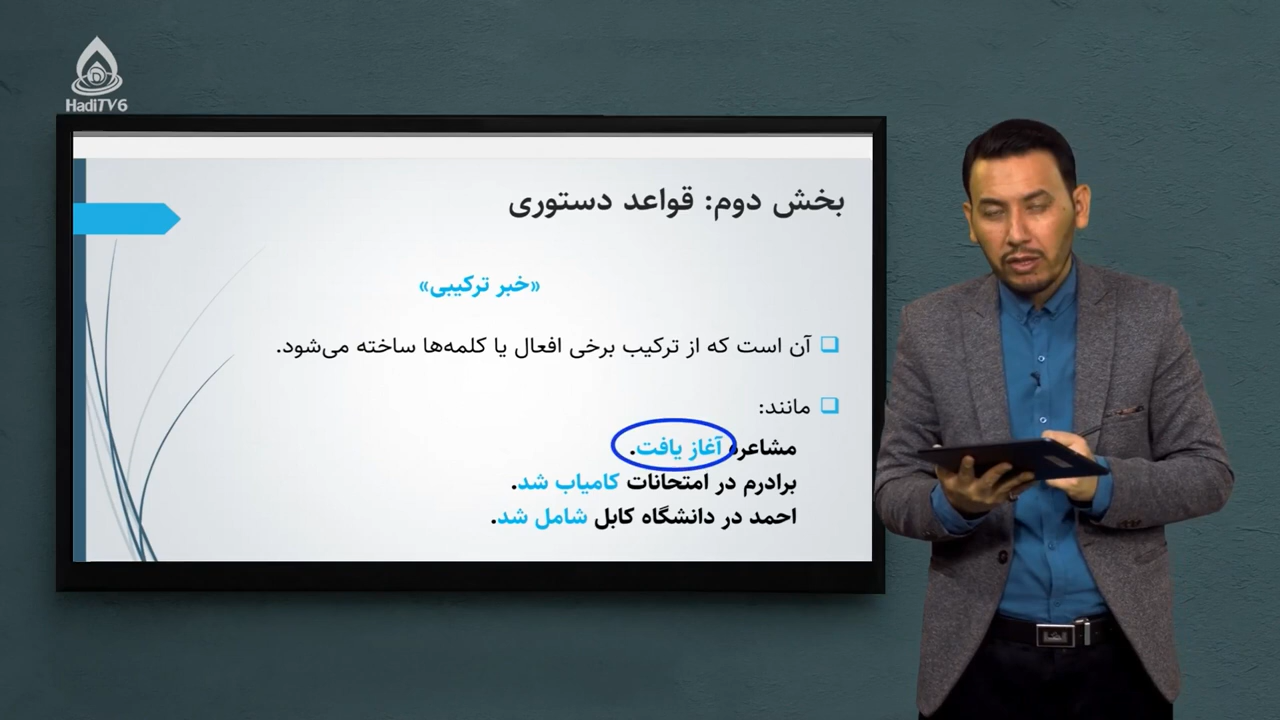 HadiTV6
بخش دوم: قواعد دستوری
«خبر ترکیبی»
آن است که از ترکیب برخی افعال یا کلمه‌ها ساخته می‌شود.
مانند:
مشاعره آغاز یافت.
برادرم در امتحانات کامیاب شد.
احمد در دانشگاه کابل شامل شد.